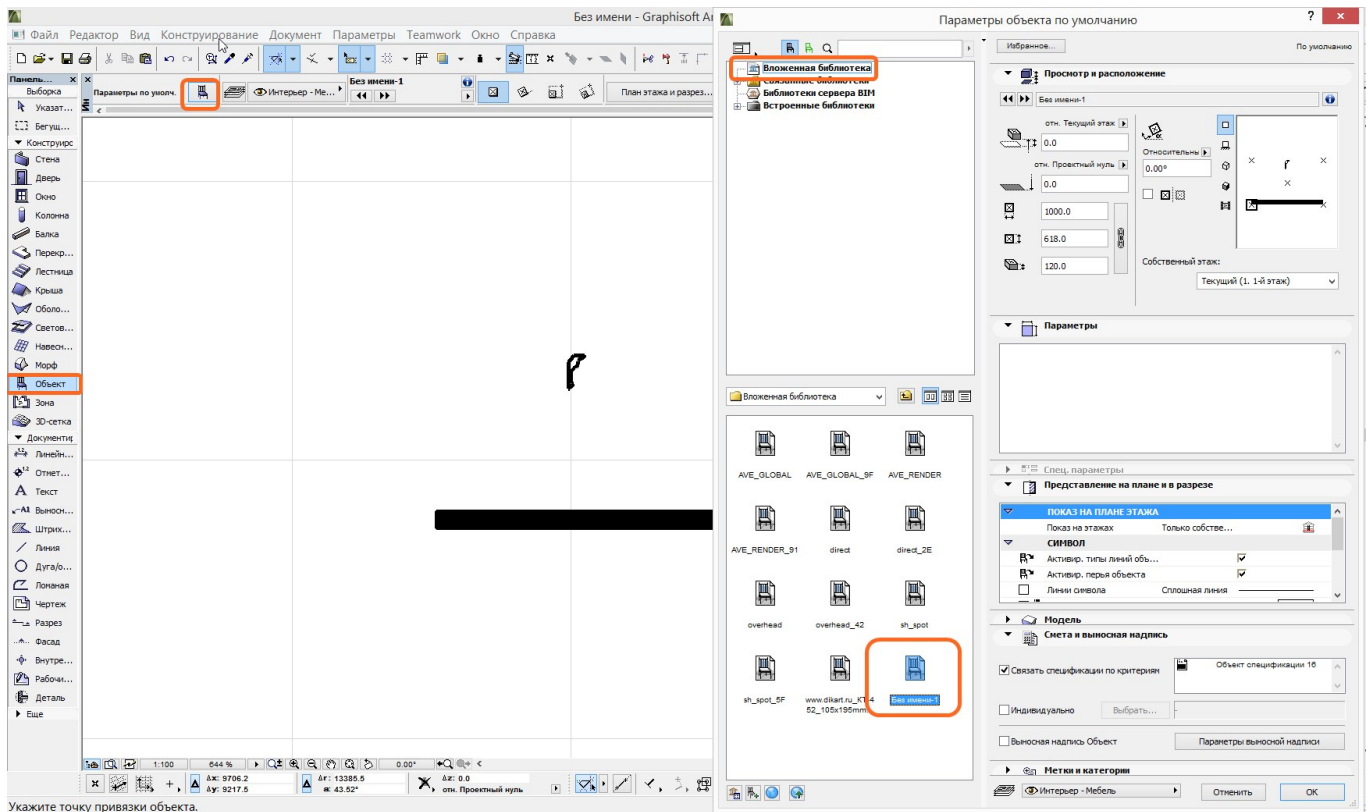 Без имени - Graphisoft Ar
Файл Редактор Вид Конструирование Документ Параметры Teamwork Окно Справка
Панель...
Выборка
Указат...
Бегущ...
Конструирс
Стена
Дверь
Окно
Колонна
Балка
Перекр...
Лестница
Крыша
Оболо...
Светов...
Навесн...
Морф
Объект
Зона
3D-сетка
Документир
Линейн...
Отмет...
Текст
Выносн...
Штрих...
Линия
Дуга/о...
Ломаная
Чертеж
Разрез
Фасад
Внутре...
Рабочи...
Деталь
Еще
Параметры по умолч.
Интерьер - Ме...
Без имени-1
План этажа и разрез...
1:100
644 %
0.00°
Δx: 9706.2
Δy: 9217.5
Δr: 13385.5
a: 43.52°
Δz: 0.0
отн. Проектный нуль
Укажите точку привязки объекта.
Параметры объекта по умолчанию
Вложенная библиотека
Связанные библиотеки
Библиотеки сервера BIM
Встроенные библиотеки
Вложенная библиотека
AVE_GLOBAL
AVE_GLOBAL_9F
AVE_RENDER
AVE_RENDER_91
direct
direct_2E
overhead
overhead_42
sh_spot
sh_spot_5F
www.dikart.ru_KT-4
52_105x195mm
Без имени-1
Избранное...
По умолчанию
Просмотр и расположение
Без имени-1
отн. Текущий этаж
0.0
отн. Проектный нуль
0.0
1000.0
618.0
120.0
Относительны
0.00°
Собственный этаж:
Текущий (1. 1-й этаж)
Параметры
Спец. параметры
Представление на плане и в разрезе
ПОКАЗ НА ПЛАНЕ ЭТАЖА
Показ на этажах Только собстве...
СИМВОЛ
Активир. типы линий объ...
Активир. перья объекта
Линии символа Сплошная линия
Модель
Смета и выносная надпись
Связать спецификации по критериям
Объект спецификации 16
Индивидуально
Выбрать...
Выносная надпись Объект
Параметры выносной надписи
Метки и категории
Интерьер - Мебель
Отменить
OK